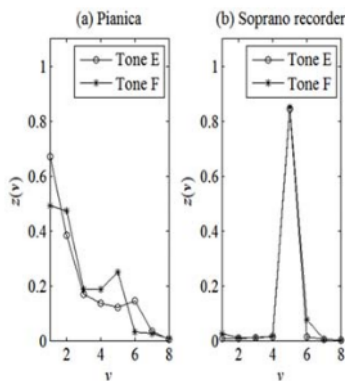 (a) Pianica
Tone E
Tone F
1
0.8
0.6
0.4
0.2
0
z(v)
2 4 6 8
v
(b) Soprano recorder
Tone E
Tone F
1
0.8
0.6
0.4
0.2
0
z(v)
2 4 6 8
v